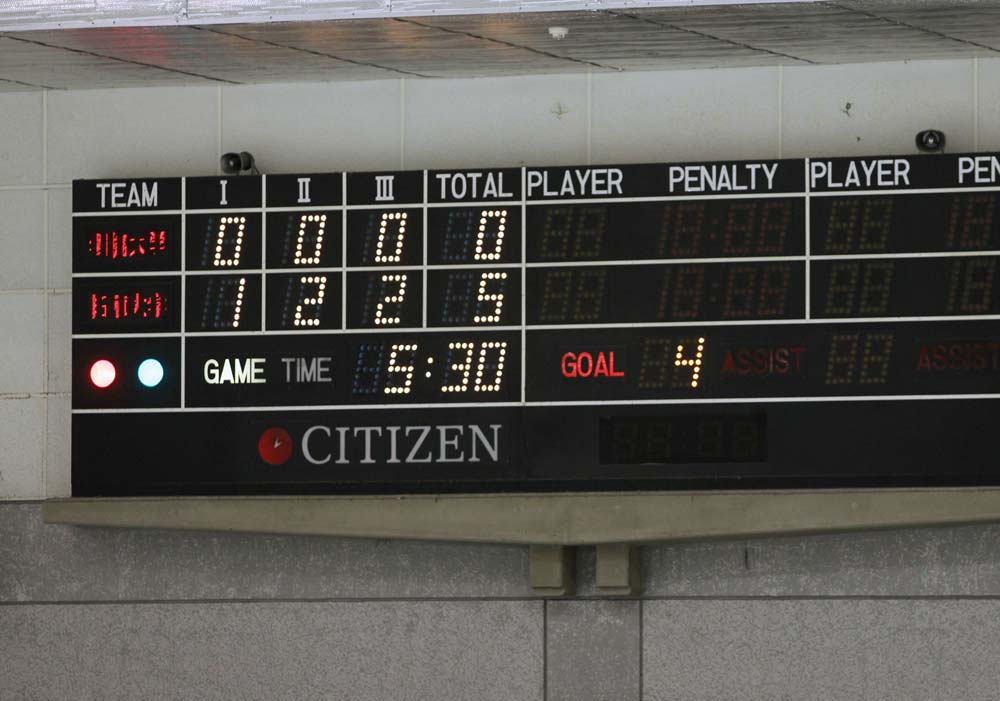 TEAM I II III TOTAL PLAYER PENALTY PLAYER PEN
0 0 0 0
1 2 2 5
GAME TIME 5:30 GOAL 4 ASSIST ASSIST
CITIZEN